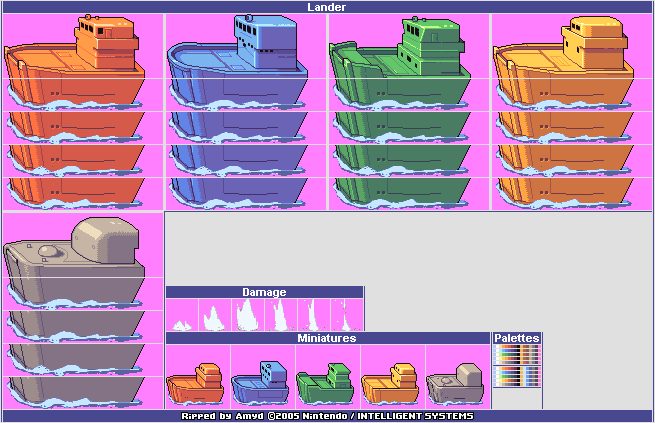 Lander
Damage
Miniatures
Palettes
Ripped by Amyd ©2005 Nintendo / INTELLIGENT SYSTEMS